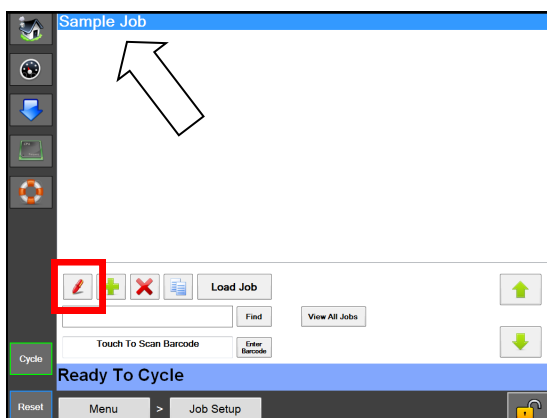 Sample Job
Load Job
Find
View All Jobs
Touch To Scan Barcode
Enter
Barcode
Cycle
Ready To Cycle
Reset
Menu
>
Job Setup